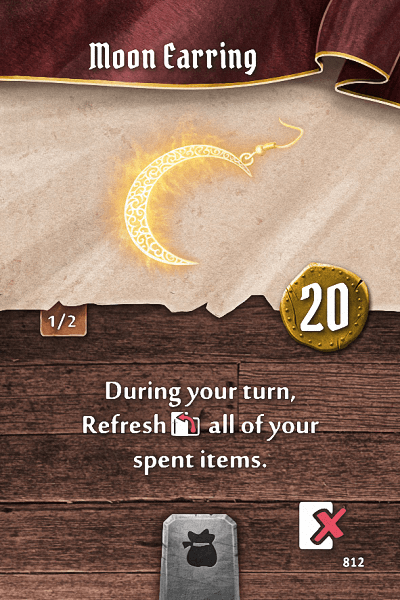 Moon Earring
1/2
20
During your turn,
Refresh all of your
spent items.
812